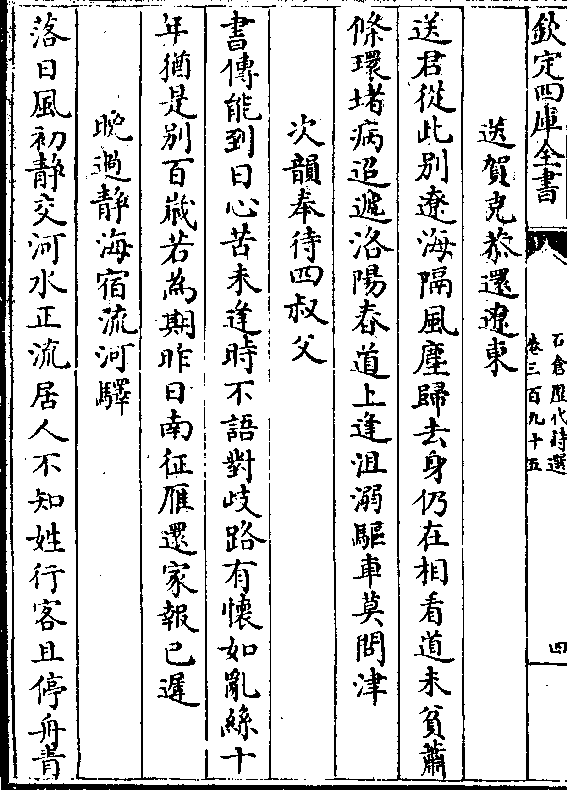 欽定四庫全書
石倉歷代詩選
卷三百九十五
四
送賀克恭還遼東
送君從此別遼海隔風塵歸去身仍在相看道未貧蕭
條環堵病迢遞洛陽春道上逢沮溺驅車莫問津
次韻奉待四叔父
書傳能到日心苦未逢時不語對歧路有懷如亂絲十
年猶是別百歲若為期昨日南征雁還家報已遲
晚過靜海宿流河驛
落日風初靜交河水正流居人不知姓行客且停舟青